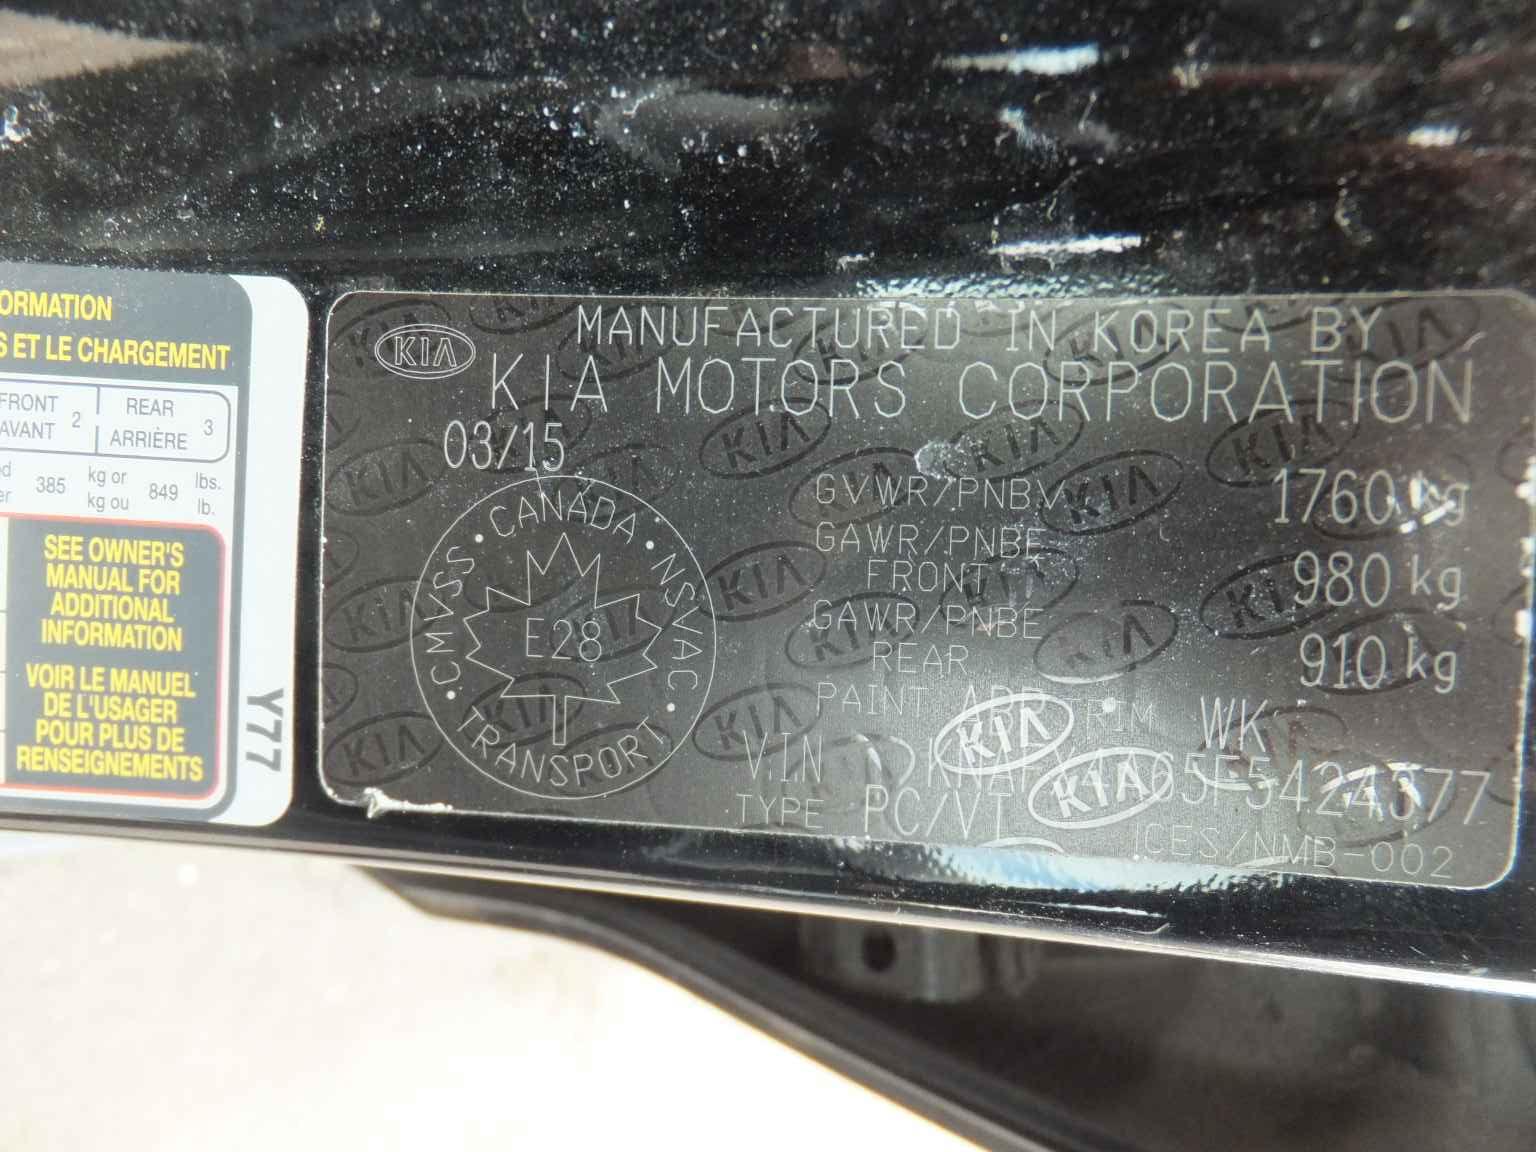 ORMATION
S ET LE CHARGEMENT
FRONT 2 REAR 3
AVANT ARRIÈRE
385 kg or 849 lbs.
kg ou lb.
SEE OWNER'S
MANUAL FOR
ADDITIONAL
INFORMATION
VOIR LE MANUEL
DE L'USAGER
POUR PLUS DE
RENSEIGNEMENTS
Y77
KIA
MANUFACTURED IN KOREA BY
KIA MOTORS CORPORATION
03/15
CANADA
CMVSS NSVAC
E28
TRANSPORT
GVWR/PNBV 1760 kg
GAWR/PNBE
FRONT 980 kg
GAWR/PNBE
REAR 910 kg
PAINT TRIM WK
VIN
TYPE PC/VT
ICES/NMB-002